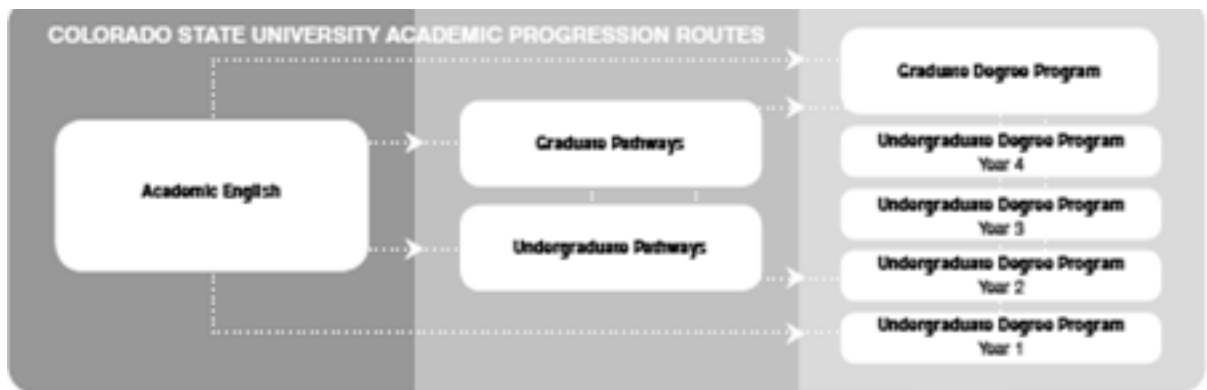 COLORADO STATE UNIVERSITY ACADEMIC PROGRESSION ROUTES
Academic English
Graduate Pathways
Undergraduate Pathways
Graduate Degree Program
Undergraduate Degree Program
Year 4
Undergraduate Degree Program
Year 3
Undergraduate Degree Program
Year 2
Undergraduate Degree Program
Year 1